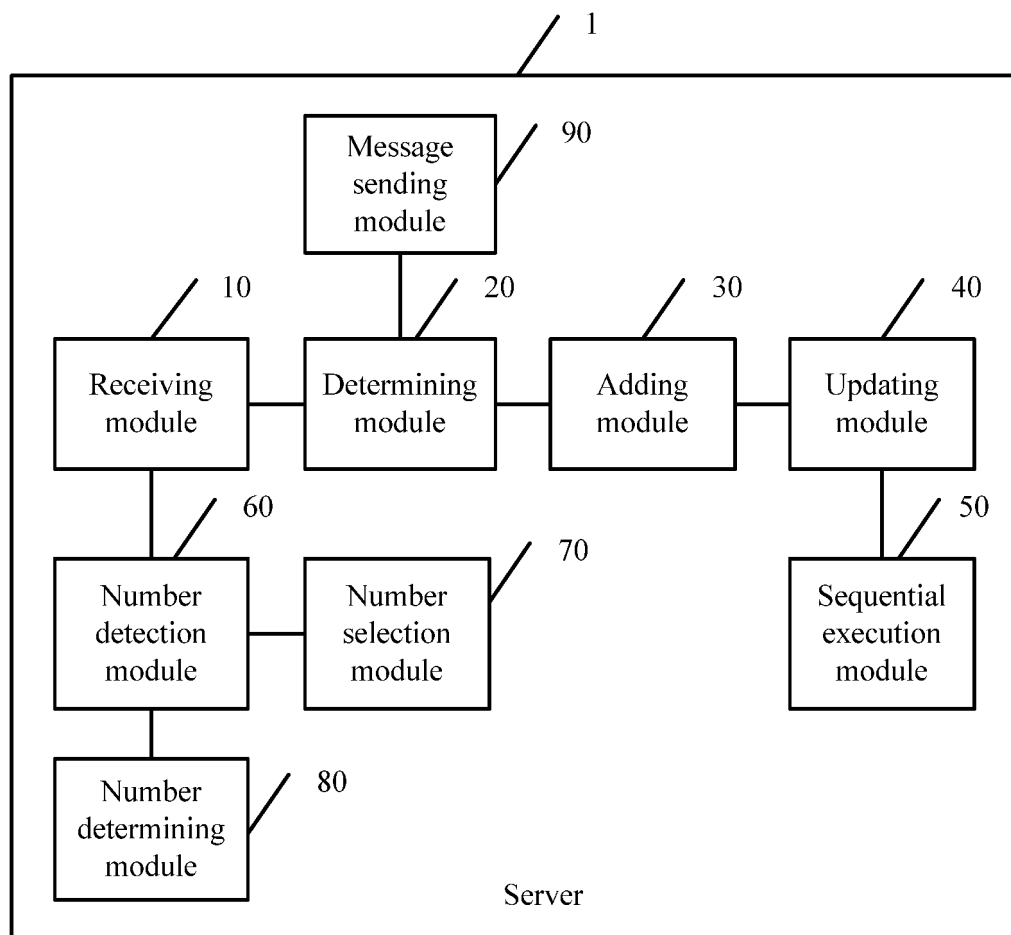 1
Message
sending
module
90
10
20
30
40
Receiving
module
Determining
module
Adding
module
Updating
module
60
70
50
Number
detection
module
Number
selection
module
Sequential
execution
module
80
Number
determining
module
Server